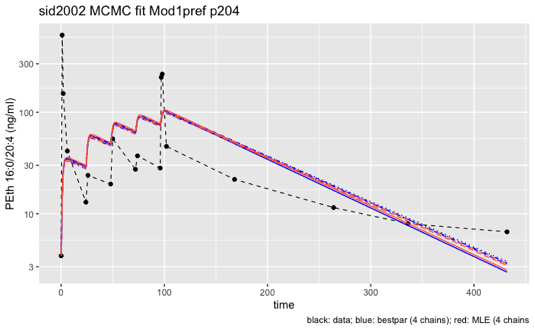 sid2002 MCMC fit Mod1pref p204
PEth 16:0/20:4 (ng/ml)
300
100
30
10
3
0
100
200
300
400
time
black: data; blue: bestpar (4 chains); red: MLE (4 chains